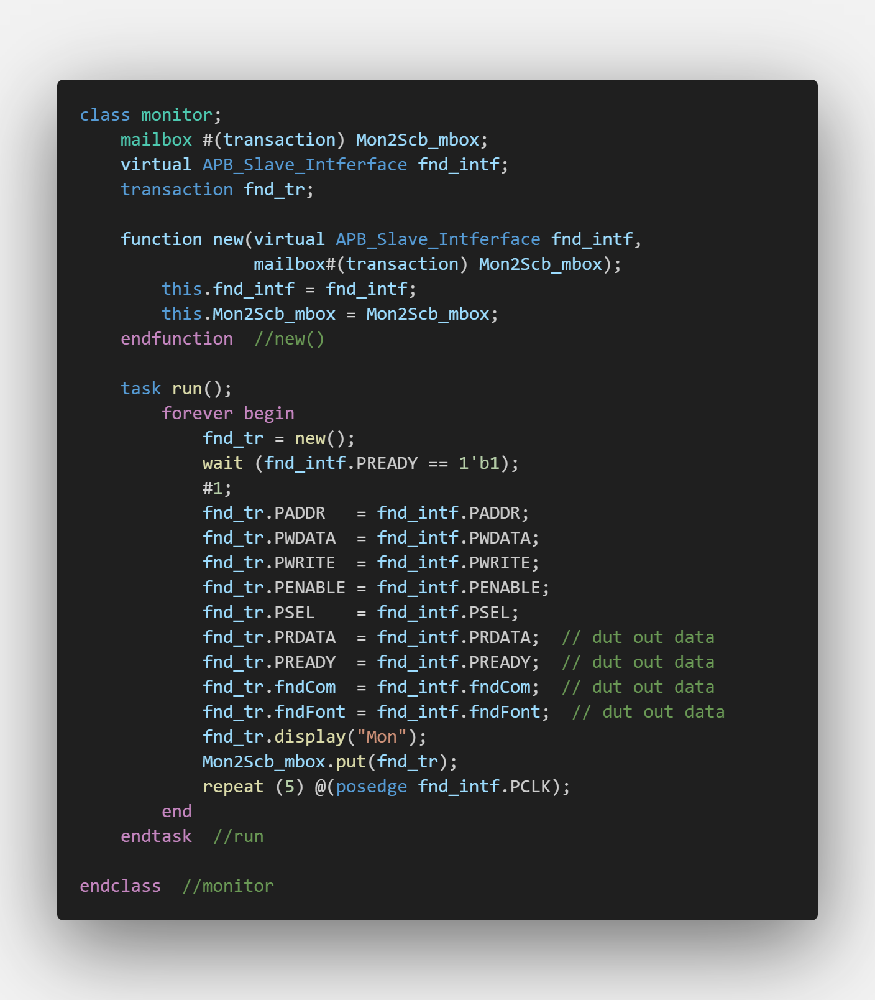 class monitor;
    mailbox #(transaction) Mon2Scb_mbox;
    virtual APB_Slave_Intferface fnd_intf;
    transaction fnd_tr;

    function new(virtual APB_Slave_Intferface fnd_intf,
                 mailbox#(transaction) Mon2Scb_mbox);
        this.fnd_intf = fnd_intf;
        this.Mon2Scb_mbox = Mon2Scb_mbox;
    endfunction  //new()

    task run();
        forever begin
            fnd_tr = new();
            wait (fnd_intf.PREADY == 1'b1);
            #1;
            fnd_tr.PADDR   = fnd_intf.PADDR;
            fnd_tr.PWDATA  = fnd_intf.PWDATA;
            fnd_tr.PWRITE  = fnd_intf.PWRITE;
            fnd_tr.PENABLE = fnd_intf.PENABLE;
            fnd_tr.PSEL    = fnd_intf.PSEL;
            fnd_tr.PRDATA  = fnd_intf.PRDATA;  // dut out data
            fnd_tr.PREADY  = fnd_intf.PREADY;  // dut out data
            fnd_tr.fndCom  = fnd_intf.fndCom;  // dut out data
            fnd_tr.fndFont = fnd_intf.fndFont;  // dut out data
            fnd_tr.display("Mon");
            Mon2Scb_mbox.put(fnd_tr);
            repeat (5) @(posedge fnd_intf.PCLK);
        end
    endtask  //run

endclass  //monitor